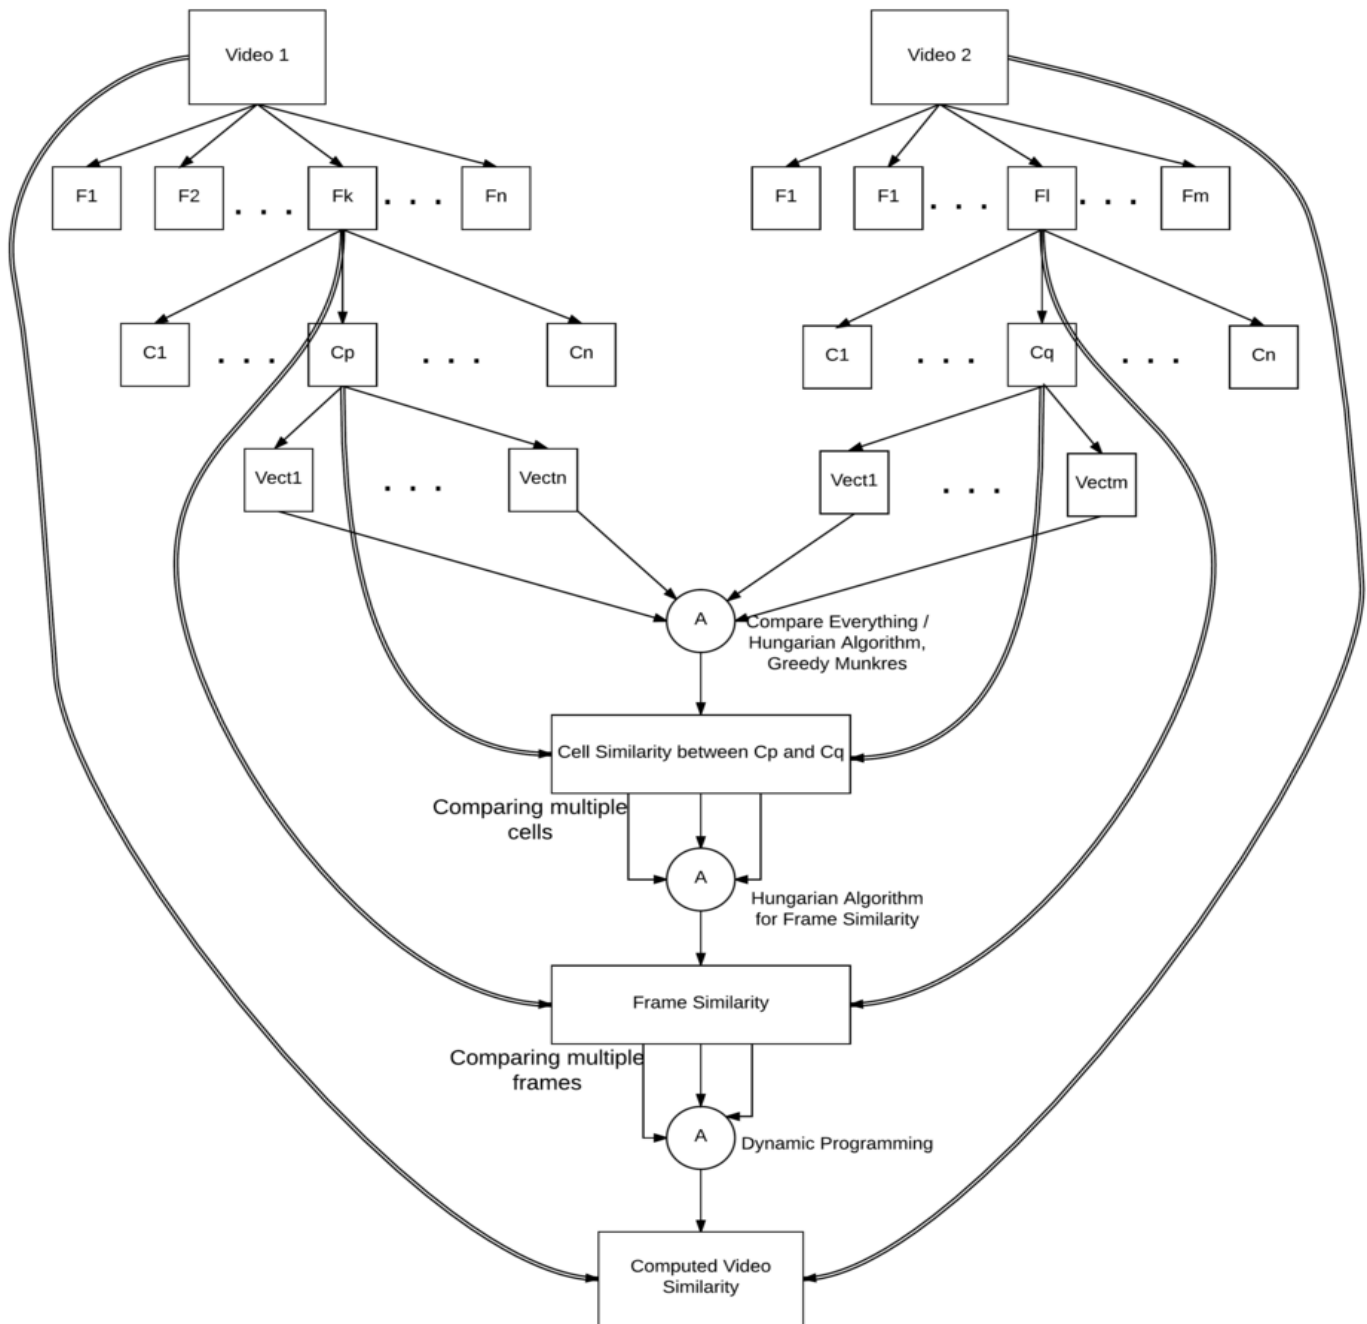 Video 1
Video 2
F1
F2
. . .
Fk
. . .
Fn
F1
F1
. . .
Fl
. . .
Fm
C1
. . .
Cp
. . .
Cn
C1
. . .
Cq
. . .
Cn
Vect1
. . .
Vectn
Vect1
. . .
Vectm
A
Compare Everything /
Hungarian Algorithm,
Greedy Munkres
Cell Similarity between Cp and Cq
Comparing multiple
cells
A
Hungarian Algorithm
for Frame Similarity
Frame Similarity
Comparing multiple
frames
A
Dynamic Programming
Computed Video
Similarity